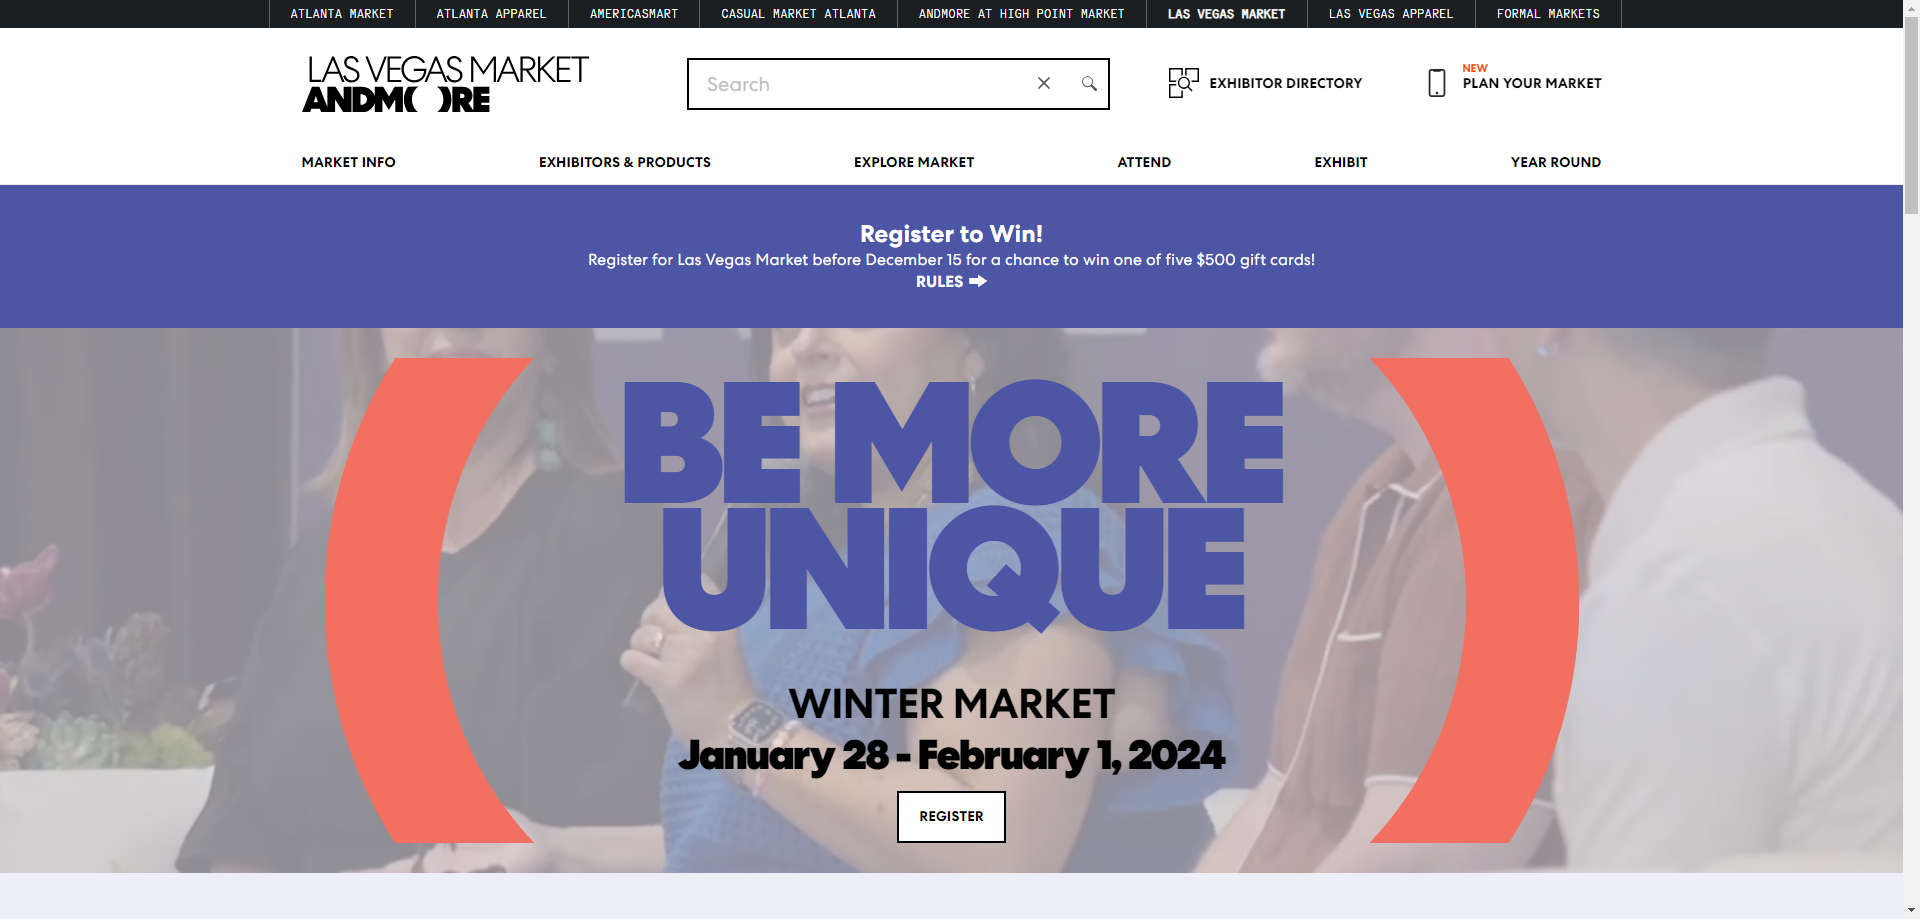 ATLANTA MARKET
ATLANTA APPAREL
AMERICASMART
CASUAL MARKET ATLANTA
ANDMORE AT HIGH POINT MARKET
LAS VEGAS MARKET
LAS VEGAS APPAREL
FORMAL MARKETS
LAS VEGAS MARKET
ANDM( )RE
Search
EXHIBITOR DIRECTORY
NEW
PLAN YOUR MARKET
MARKET INFO
EXHIBITORS & PRODUCTS
EXPLORE MARKET
ATTEND
EXHIBIT
YEAR ROUND
Register to Win!
Register for Las Vegas Market before December 15 for a chance to win one of five $500 gift cards!
RULES
BE MORE
UNIQUE
WINTER MARKET
January 28 - February 1, 2024
REGISTER